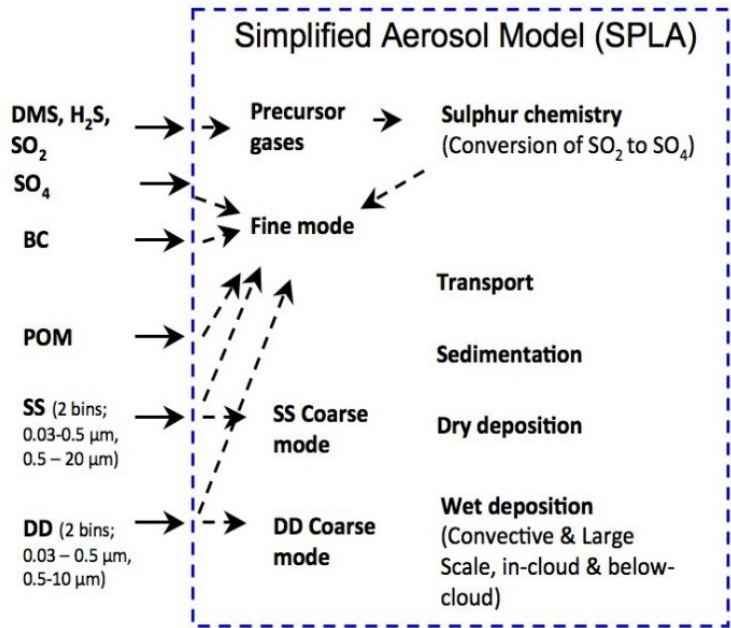 Simplified Aerosol Model (SPLA)
DMS, H₂S,
SO₂
SO₄
BC
POM
SS (2 bins;
0.03-0.5 μm,
0.5 – 20 μm)
DD (2 bins;
0.03 – 0.5 μm,
0.5-10 μm)
Precursor
gases
Fine mode
SS Coarse
mode
DD Coarse
mode
Sulphur chemistry
(Conversion of SO₂ to SO₄)
Transport
Sedimentation
Dry deposition
Wet deposition
(Convective & Large
Scale, in-cloud & below-
cloud)